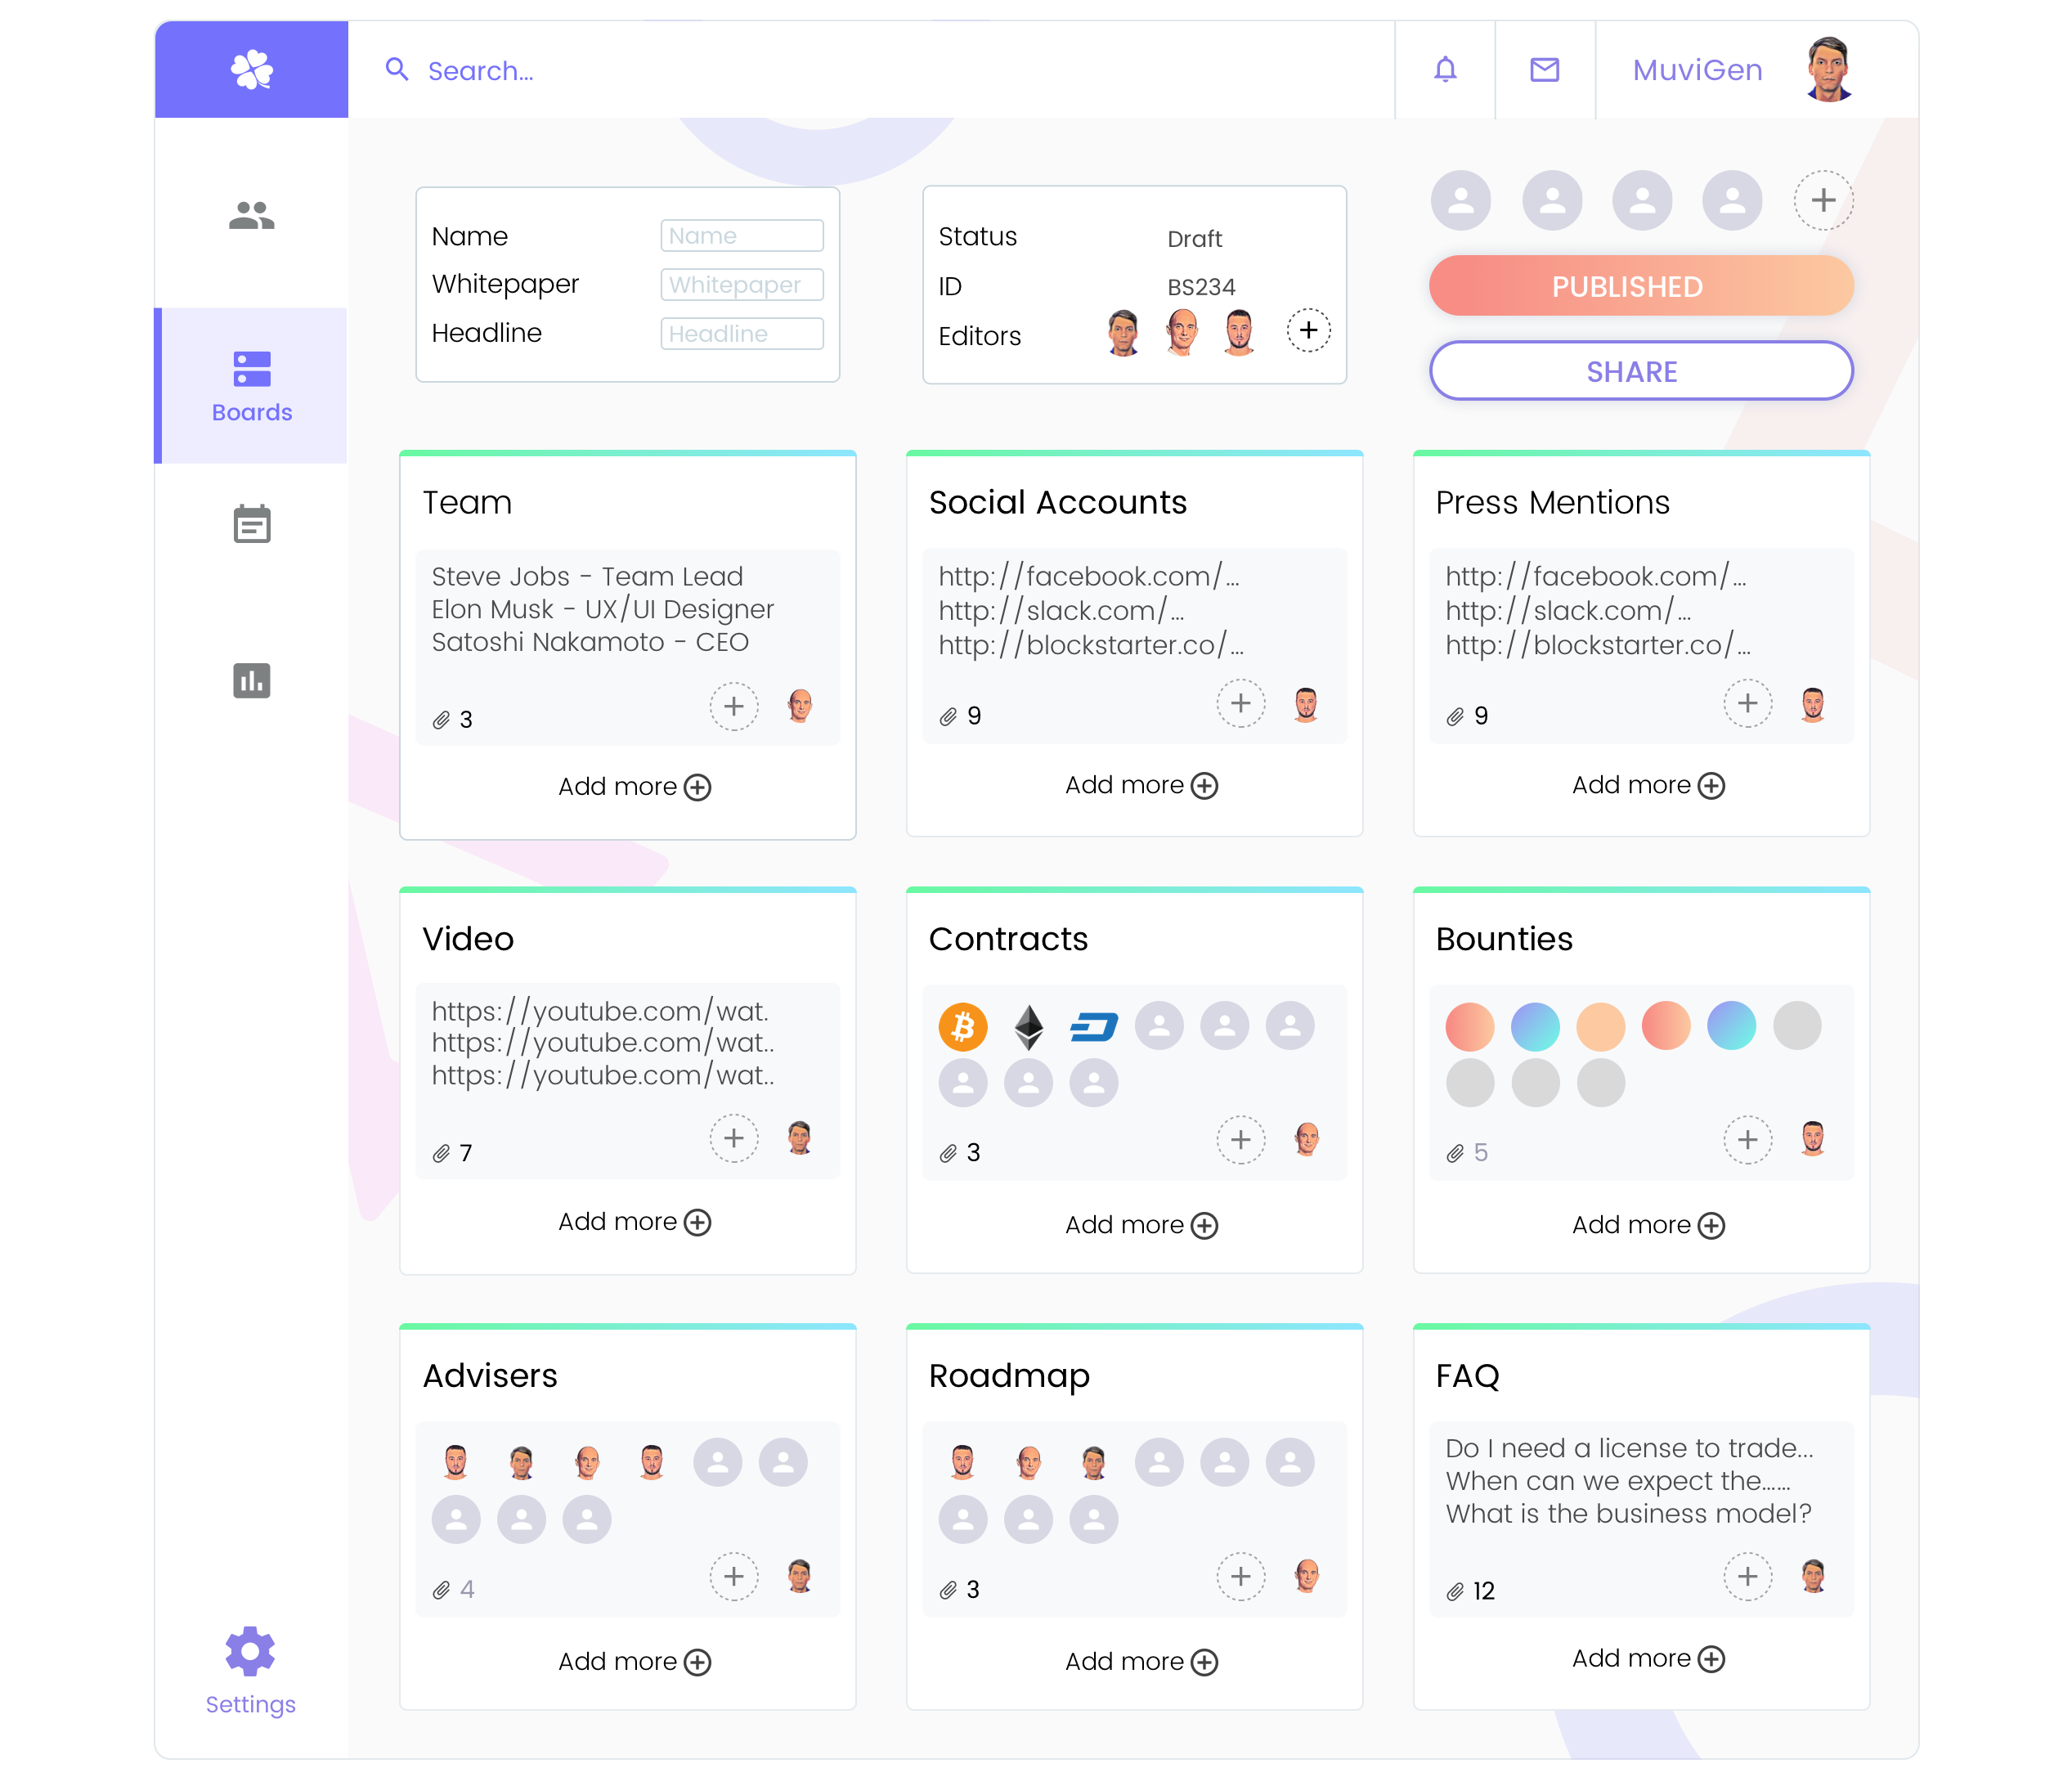 Search...
MuviGen
Name
Name
Whitepaper
Whitepaper
Headline
Headline
Status
Draft
ID
BS234
Editors
PUBLISHED
SHARE
Boards
Team
Steve Jobs - Team Lead
Elon Musk - UX/UI Designer
Satoshi Nakamoto - CEO
3
Add more
Social Accounts
http://facebook.com/...
http://slack.com/...
http://blockstarter.co/...
9
Add more
Press Mentions
http://facebook.com/...
http://slack.com/...
http://blockstarter.co/...
9
Add more
Video
https://youtube.com/wat.
https://youtube.com/wat..
https://youtube.com/wat..
7
Add more
Contracts
3
Add more
Bounties
5
Add more
Advisers
4
Add more
Roadmap
3
Add more
FAQ
Do I need a license to trade...
When can we expect the......
What is the business model?
12
Add more
Settings